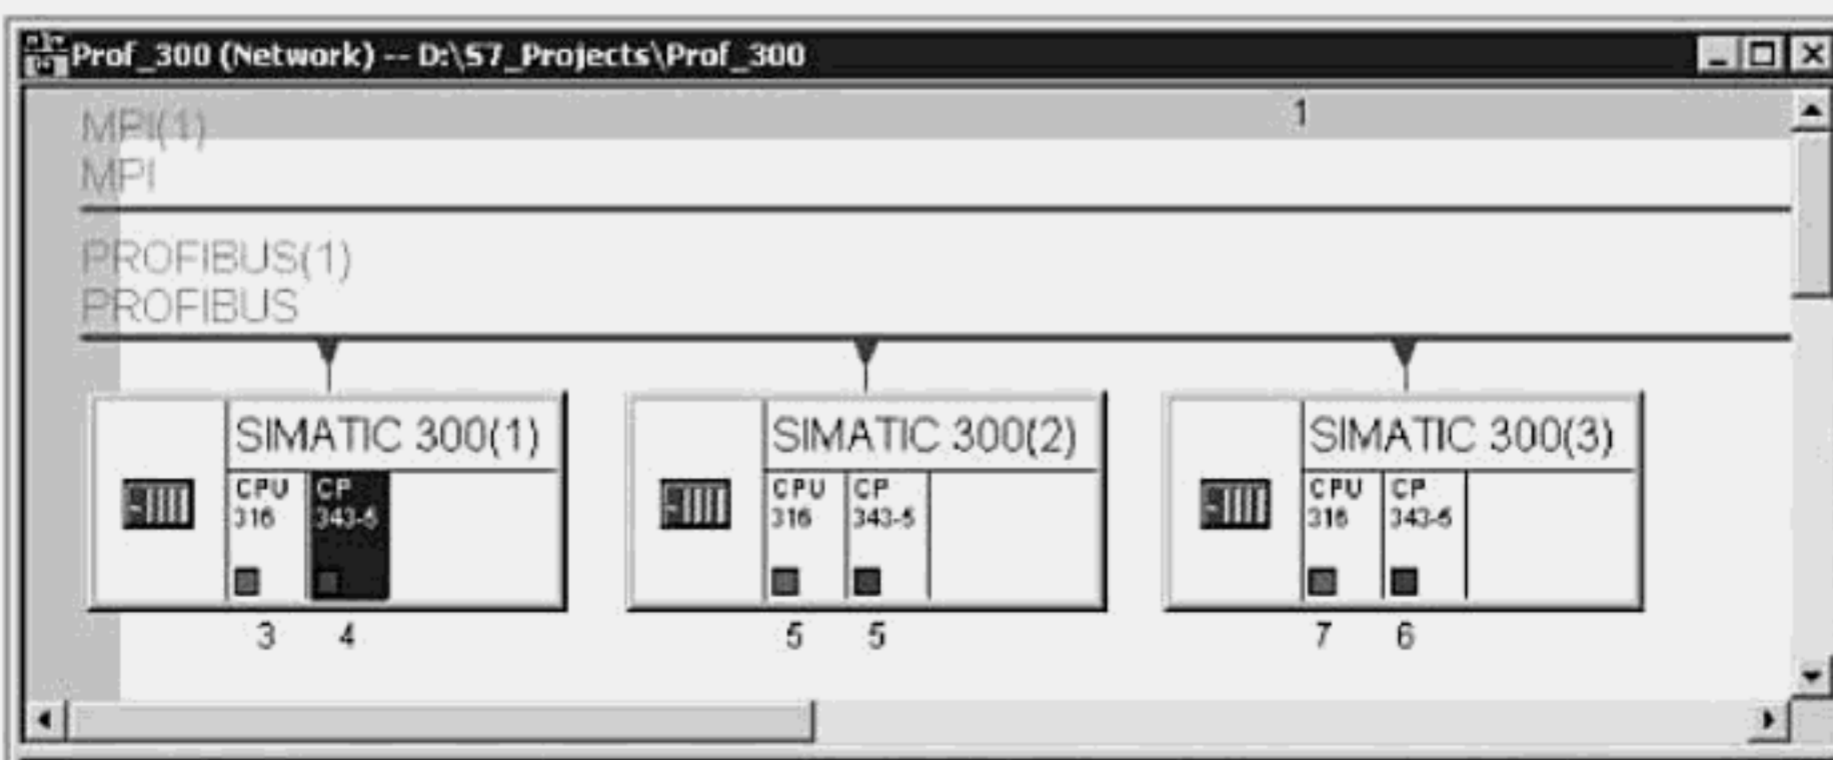 Prof_300 (Network) -- D:\S7_Projects\Prof_300
1
MPI(1)
MPI
PROFIBUS(1)
PROFIBUS
SIMATIC 300(1) SIMATIC 300(2) SIMATIC 300(3)
CPU CP CPU CP CPU CP
316 343-5 316 343-5 316 343-5
3 4 5 5 7 6